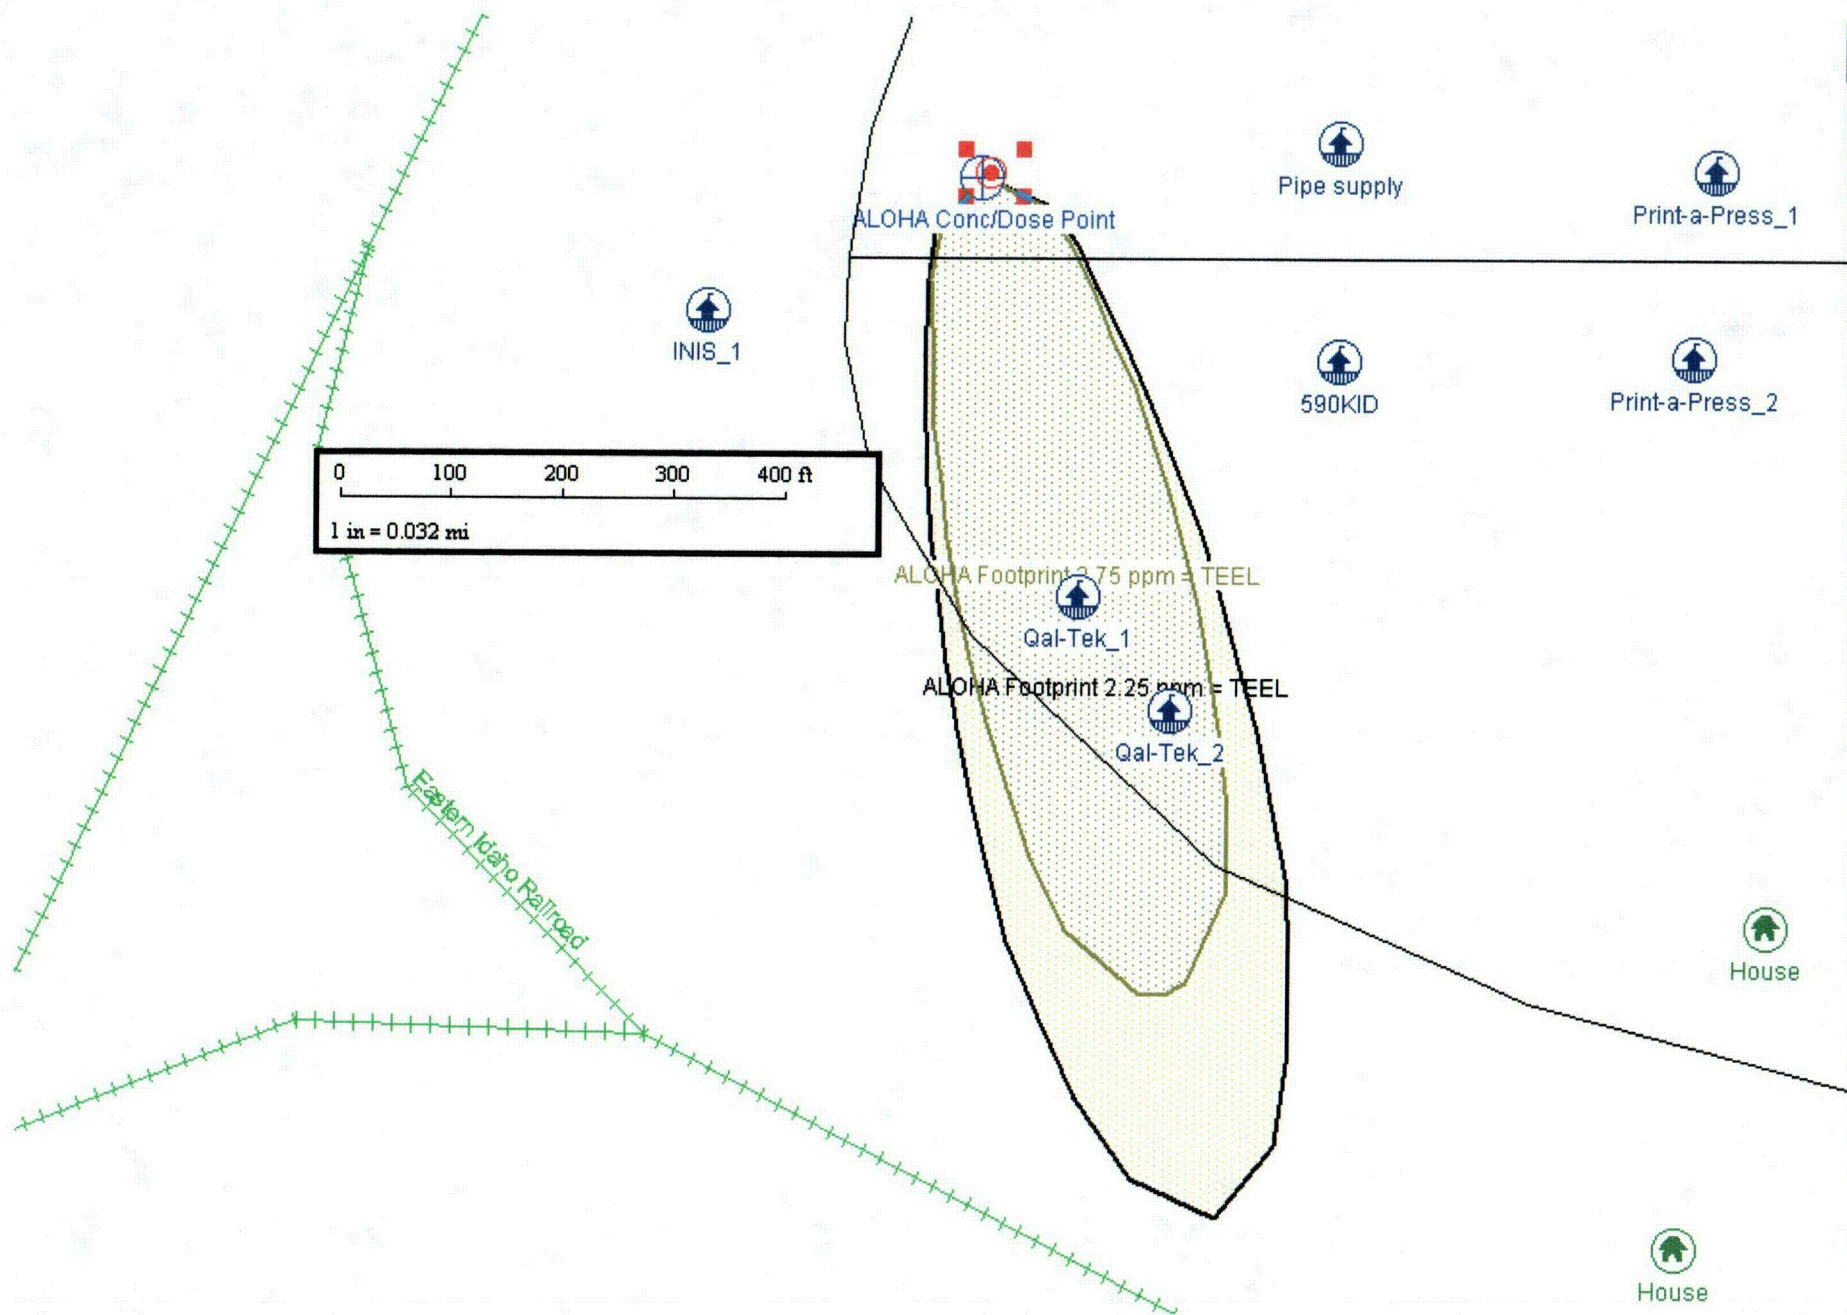 Pipe supply
Print-a-Press_1
ALOHA Conc/Dose Point
INIS_1
590KID
Print-a-Press_2
0 100 200 300 400 ft
1 in = 0.032 mi
ALOHA Footprint 2.75 ppm = TEEL
Qal-Tek_1
ALOHA Footprint 2.25 ppm = TEEL
Qal-Tek_2
Eastern Idaho Railroad
House
House